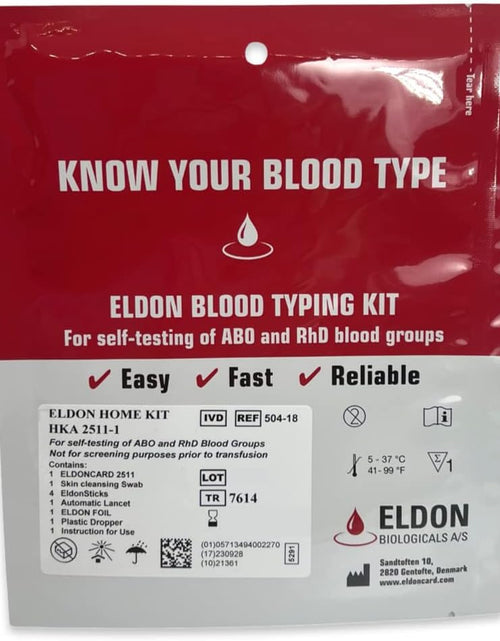 Tear here
KNOW YOUR BLOOD TYPE
ELDON BLOOD TYPING KIT
For self-testing of ABO and RhD blood groups
✓ Easy ✓ Fast ✓ Reliable
ELDON HOME KIT IVD REF 504-18
HKA 2511-1
For self-testing of ABO and RhD Blood Groups
Not for screening purposes prior to transfusion
Contains:
1 ELDONCARD 2511
1 Skin cleansing Swab
4 EldonSticks
1 Automatic Lancet
1 ELDON FOIL
1 Plastic Dropper
1 Instruction for Use
LOT
TR 7614
(01)05713494002270
(17)230928
(10)21361
5291
2
i
5 - 37 °C
41- 99 °F
Σ 1
ELDON
BIOLOGICALS A/S
Sandtoften 10,
2820 Gentofte, Denmark
www.eldoncard.com